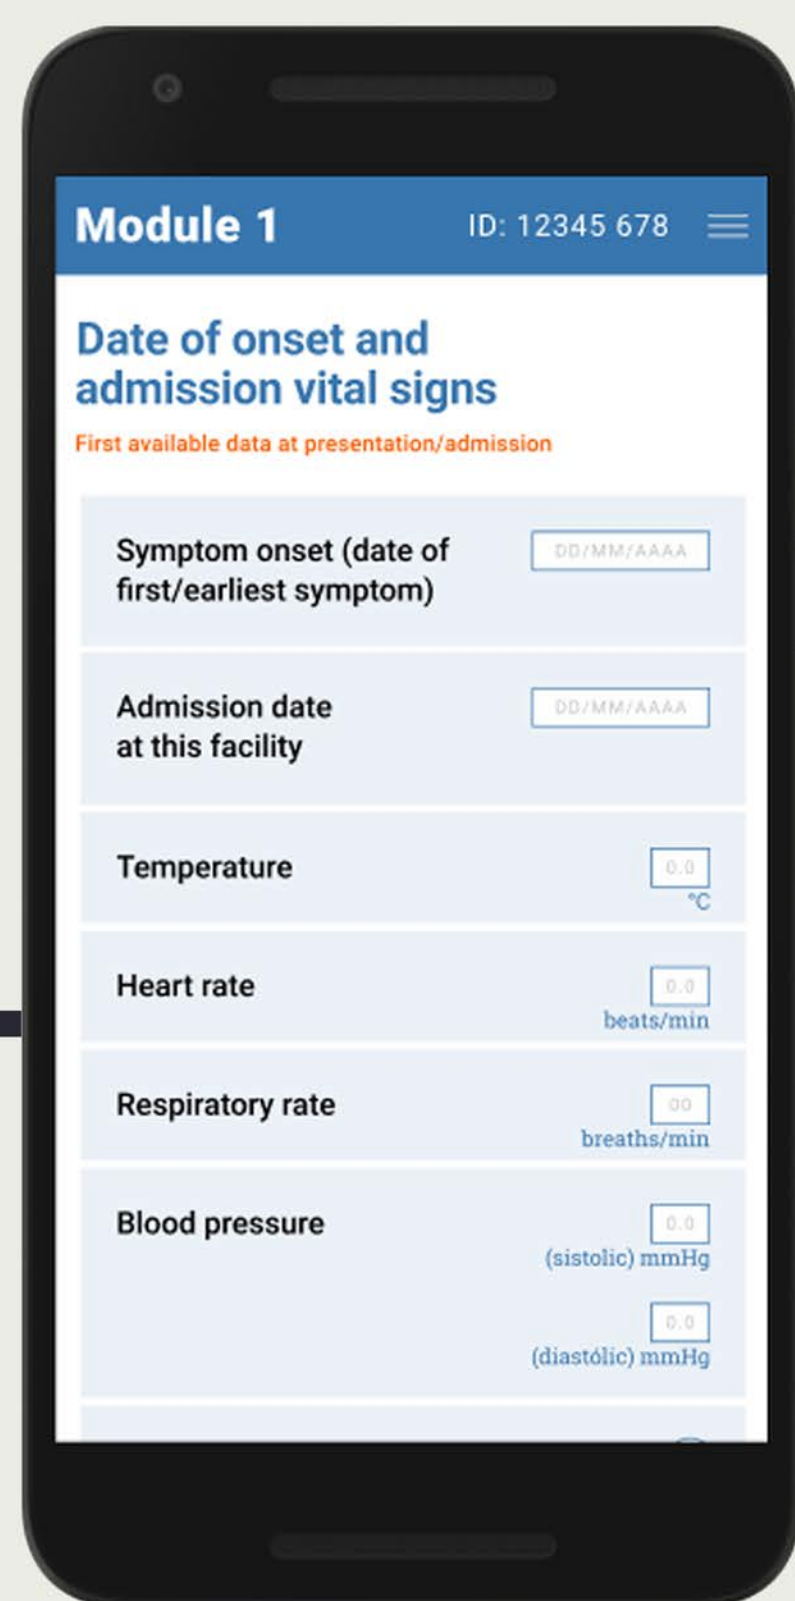 Module 1
ID: 12345 678
Date of onset and
admission vital signs
First available data at presentation/admission
Symptom onset (date of
first/earliest symptom)
DD/MM/AAAA
Admission date
at this facility
DD/MM/AAAA
Temperature
0.0
°C
Heart rate
0.0
beats/min
Respiratory rate
00
breaths/min
Blood pressure
0.0
(sistolic) mmHg
0.0
(diastólic) mmHg